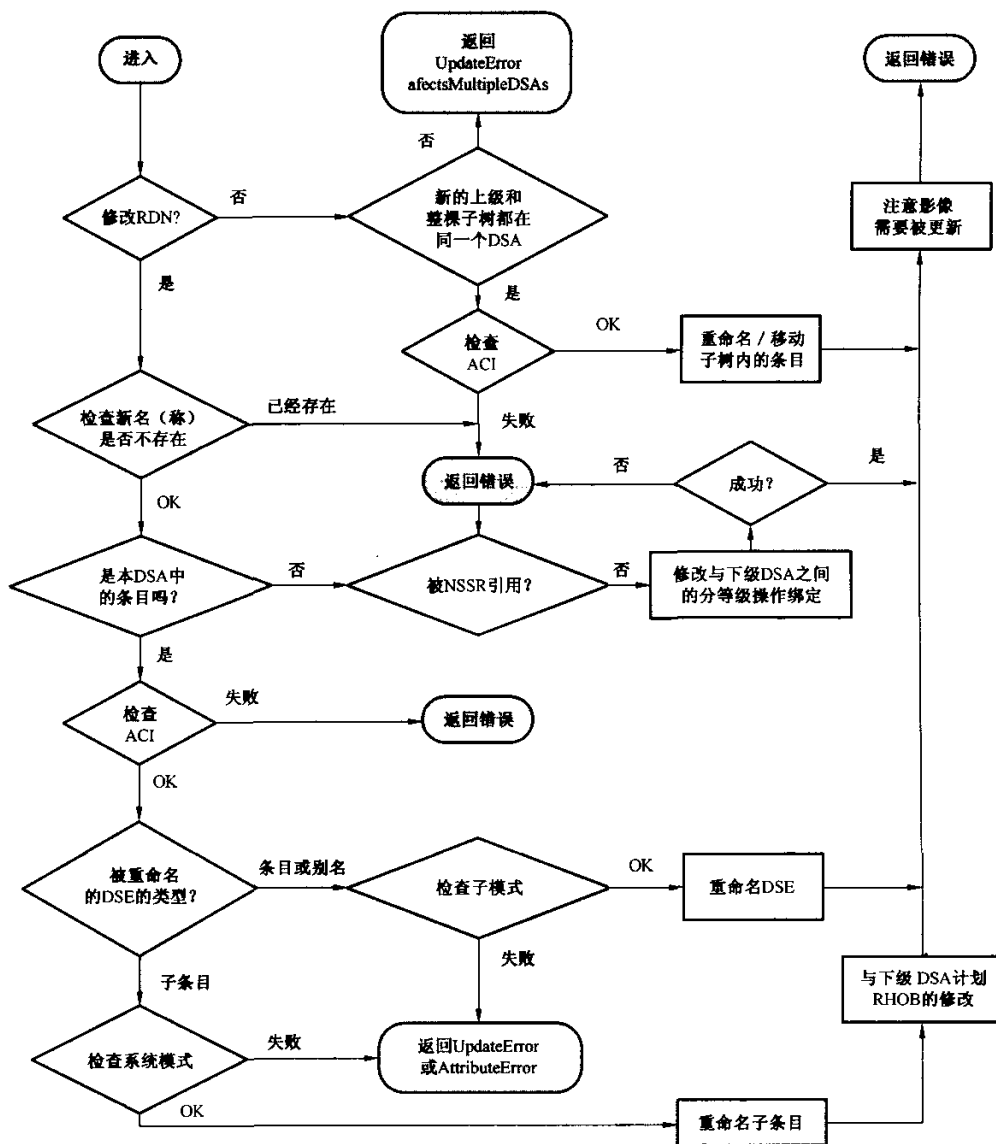 进入
返回
UpdateError
afectsMultipleDSAs
返回错误
否
修改RDN?
否
新的上级和
整棵子树都在
同一个DSA
注意影像
需要被更新
是
是
检查
ACI
OK
重命名/移动
子树内的条目
检查新名(称)
是否不存在
已经存在
失败
返回错误
否
成功?
是
OK
是本DSA中
的条目吗?
否
被NSSR引用?
否
修改与下级DSA之间
的分等级操作绑定
是
检查
ACI
失败
返回错误
OK
被重命名
的DSE的类型?
条目或别名
检查子模式
OK
重命名DSE
失败
子条目
与下级 DSA计划
RHOB的修改
检查系统模式
失败
返回UpdateError
或AttributeError
OK
重命名子条目